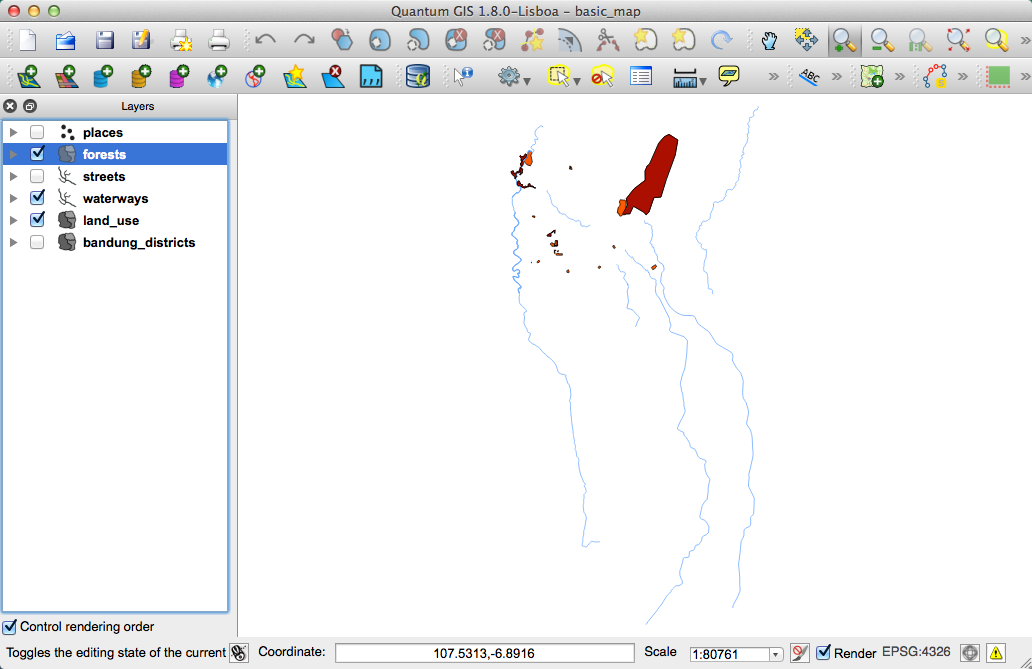 Quantum GIS 1.8.0-Lisboa - basic_map
ABC
Layers
places
forests
streets
waterways
land_use
bandung_districts
Control rendering order
Toggles the editing state of the current
Coordinate:
107.5313,-6.8916
Scale
1:80761
Render
EPSG:4326